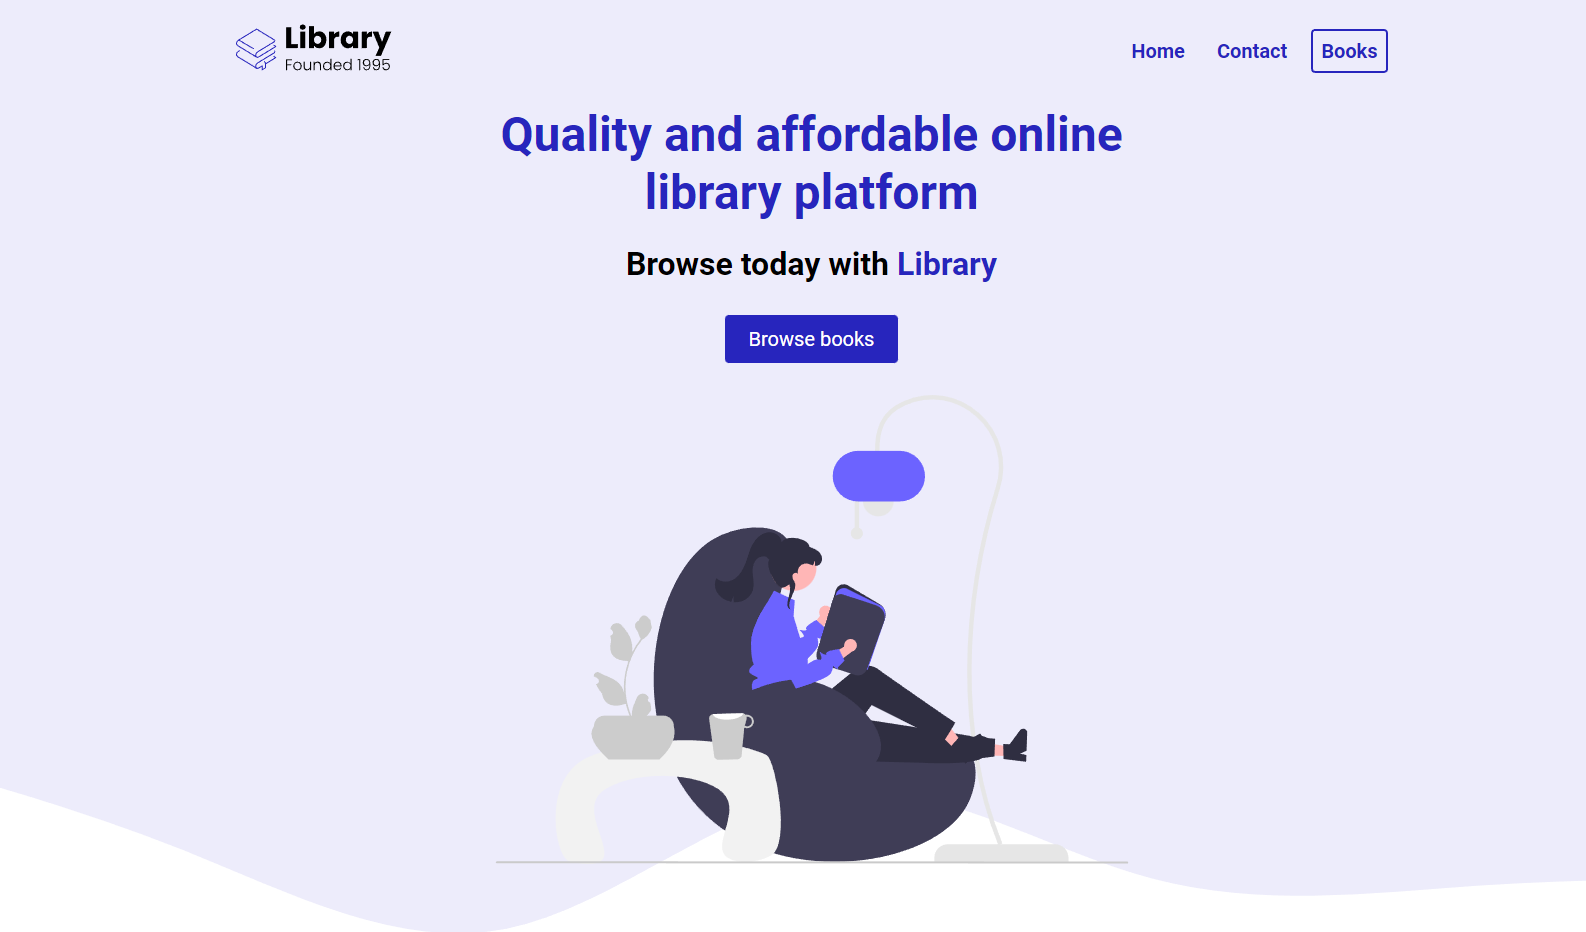 Library
Founded 1995
Home Contact Books
Quality and affordable online
library platform
Browse today with Library
Browse books